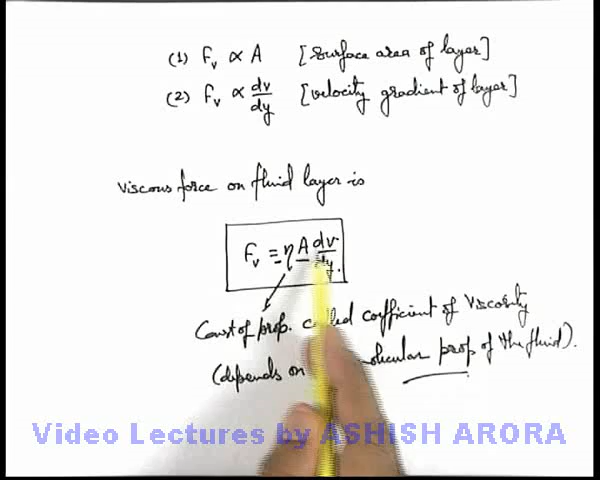 (1) Fv ∝ A [Surface area of layer]
(2) Fv ∝ dv/dy [velocity gradient of layer]
Viscous force on fluid layer is
Fv = η A dv/dy.
Const of prop. called coefficient of Viscosity
(depends on molecular prop of the fluid).
Video Lectures by ASHISH ARORA